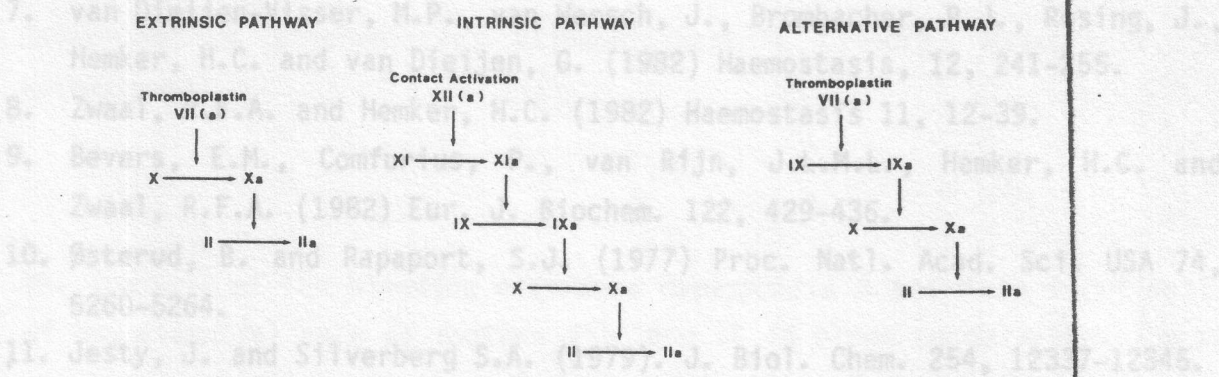 EXTRINSIC PATHWAY
Thromboplastin
VII (a)
X → Xa
II → IIa
INTRINSIC PATHWAY
Contact Activation
XII (a)
XI → XIa
IX → IXa
X → Xa
II → IIa
ALTERNATIVE PATHWAY
Thromboplastin
VII (a)
IX → IXa
X → Xa
II → IIa
7. van Dieijen-Visser, M.P., van Wersch, J., Brombacher, P.J., Rosing, J.,
Hemker, H.C. and van Dieijen, G. (1982) Haemostasis, 12, 241-255.
8. Zwaal, R.F.A. and Hemker, H.C. (1982) Haemostasis 11, 12-39.
9. Bevers, E.M., Comfurius, P., van Rijn, J.L.M.L., Hemker, H.C. and
Zwaal, R.F.A. (1982) Eur. J. Biochem. 122, 429-436.
10. Østerud, B. and Rapaport, S.J. (1977) Proc. Natl. Acad. Sci. USA 74,
5260-5264.
11. Jesty, J. and Silverberg S.A. (1979). J. Biol. Chem. 254, 12337-12345.